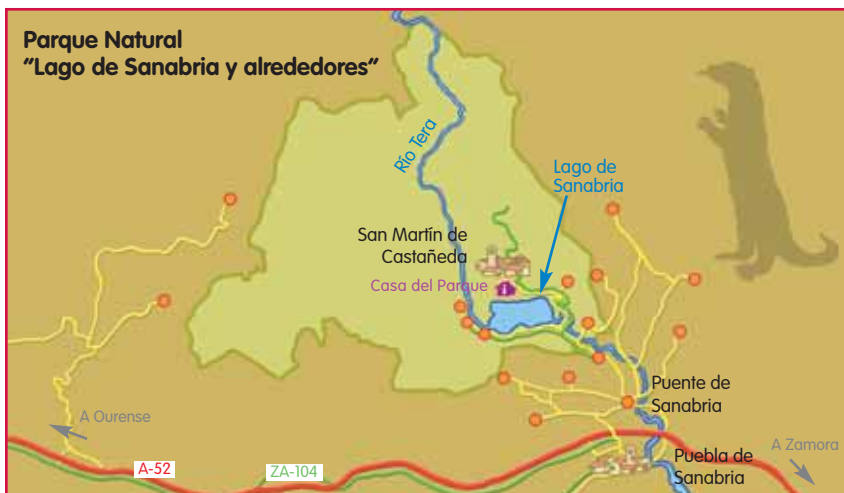 Parque Natural
“Lago de Sanabria y alrededores”
Río Tera
Lago de
Sanabria
San Martín de
Castañeda
Casa del Parque
Puente de
Sanabria
A Ourense
A Zamora
A-52
ZA-104
Puebla de
Sanabria